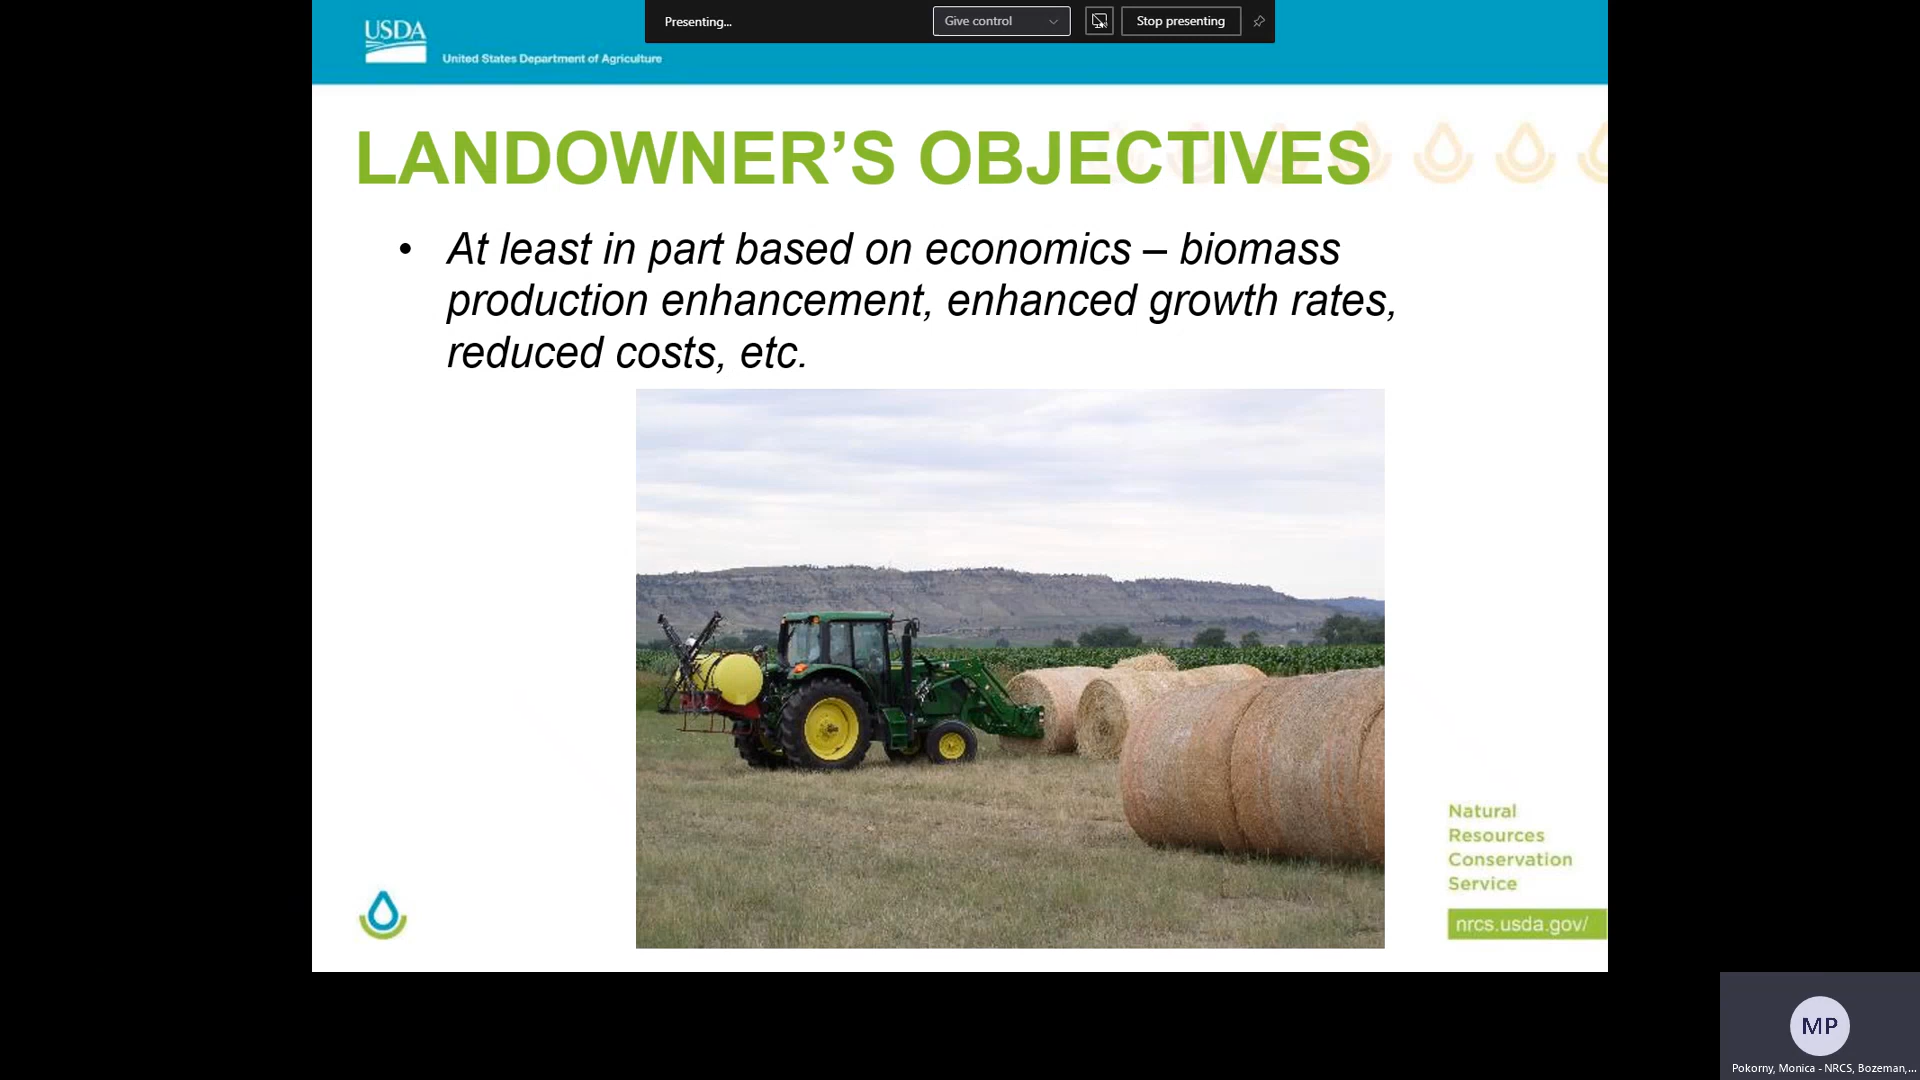 Presenting...
Give control
Stop presenting
USDA
United States Department of Agriculture
LANDOWNER’S OBJECTIVES
• At least in part based on economics – biomass
production enhancement, enhanced growth rates,
reduced costs, etc.
Natural
Resources
Conservation
Service
nrcs.usda.gov/
MP
Pokorny, Monica - NRCS, Bozeman,...